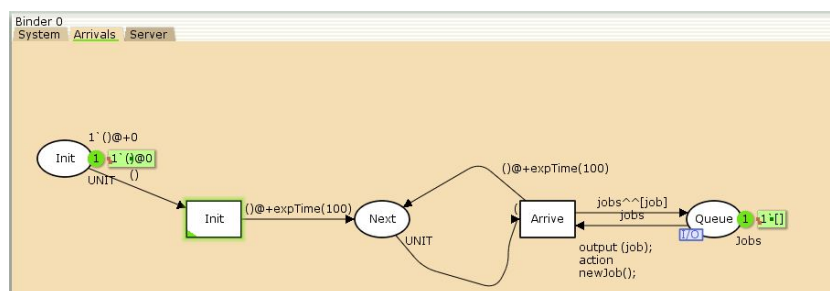 Binder 0
System Arrivals Server
1`()@+0
Init 1 1`()@0
UNIT ()
()@+expTime(100)
jobs^^[job]
Init ()@+expTime(100) Next ( Arrive jobs Queue 1 1`[]
UNIT I/O Jobs
output (job);
action
newJob();